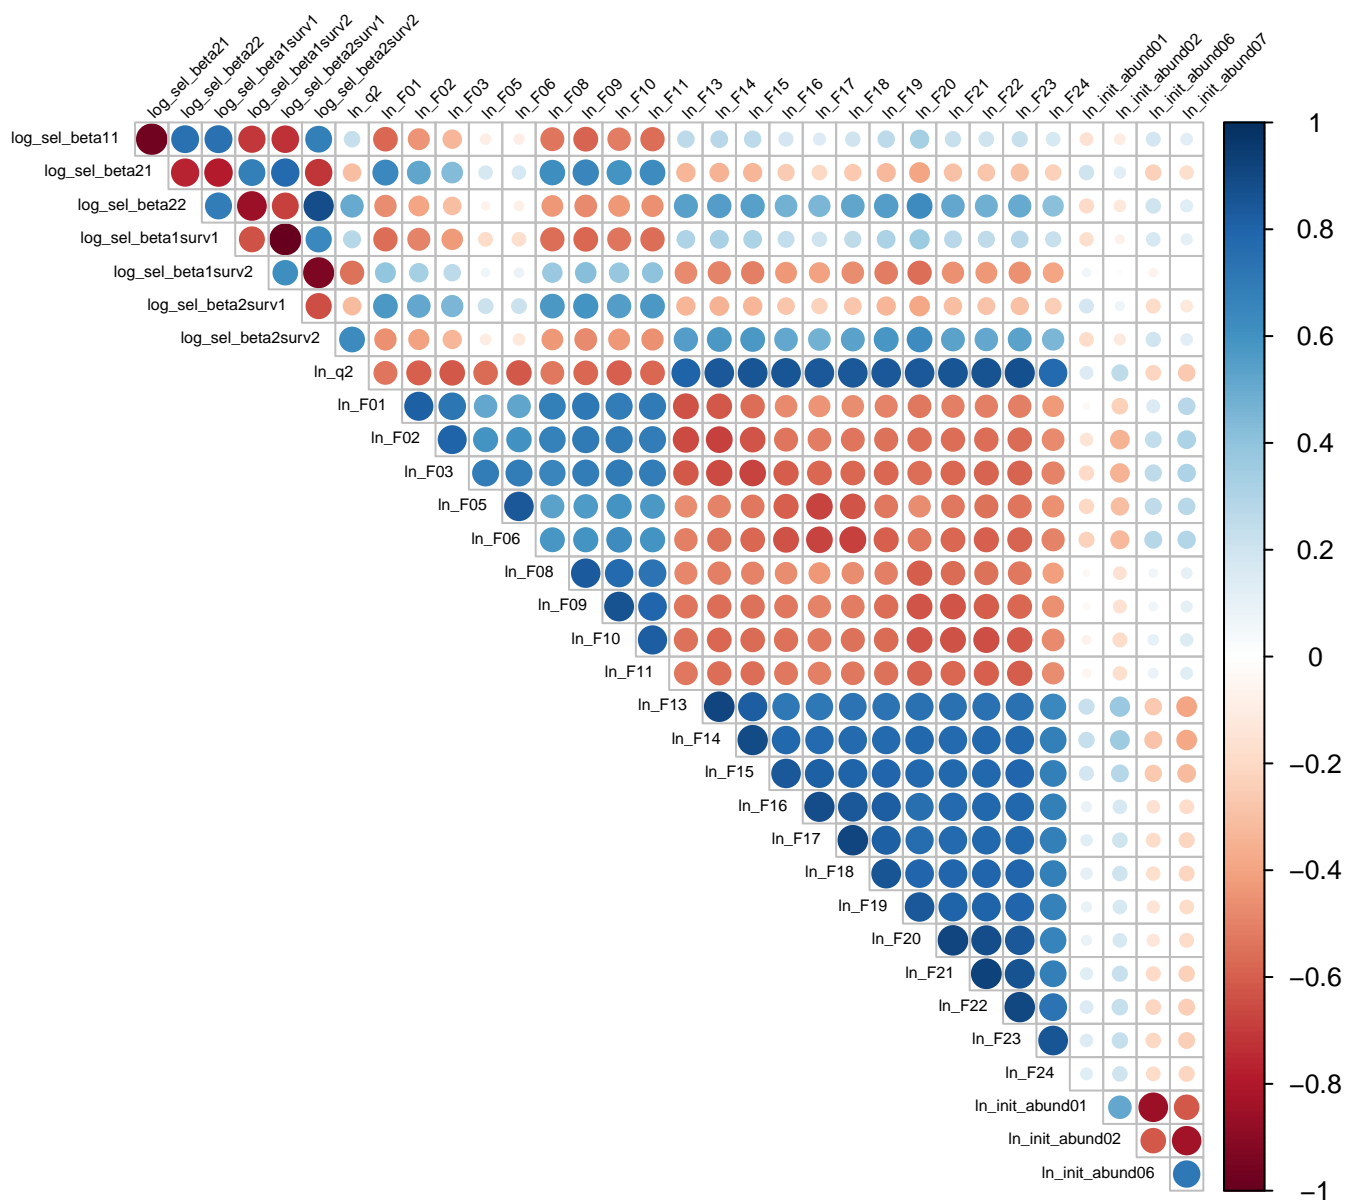 log_sel_beta21
log_sel_beta22
log_sel_beta1surv1
log_sel_beta1surv2
log_sel_beta2surv1
log_sel_beta2surv2
ln_q2
ln_F01
ln_F02
ln_F03
ln_F05
ln_F06
ln_F08
ln_F09
ln_F10
ln_F11
ln_F13
ln_F14
ln_F15
ln_F16
ln_F17
ln_F18
ln_F19
ln_F20
ln_F21
ln_F22
ln_F23
ln_F24
ln_init_abund01
ln_init_abund02
ln_init_abund06
ln_init_abund07
log_sel_beta11
log_sel_beta21
log_sel_beta22
log_sel_beta1surv1
log_sel_beta1surv2
log_sel_beta2surv1
log_sel_beta2surv2
ln_q2
ln_F01
ln_F02
ln_F03
ln_F05
ln_F06
ln_F08
ln_F09
ln_F10
ln_F11
ln_F13
ln_F14
ln_F15
ln_F16
ln_F17
ln_F18
ln_F19
ln_F20
ln_F21
ln_F22
ln_F23
ln_F24
ln_init_abund01
ln_init_abund02
ln_init_abund06
1
0.8
0.6
0.4
0.2
0
−0.2
−0.4
−0.6
−0.8
−1